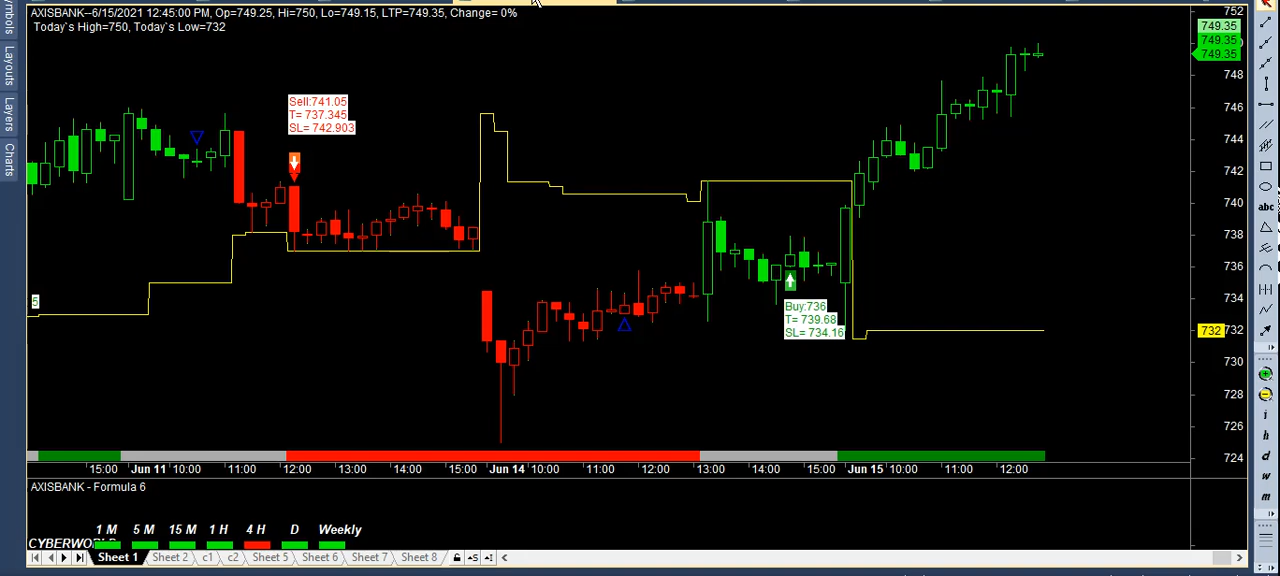 AXISBANK--6/15/2021 12:45:00 PM, Op=749.25, Hi=750, Lo=749.15, LTP=749.35, Change= 0%
Today`s High=750, Today`s Low=732
Layouts
Layers
Charts
Sell:741.05
T= 737.345
SL= 742.903
Buy:736
T= 739.68
SL= 734.16
5
752
749.35
749.35
749.35
748
746
744
742
740
738
736
734
732 732
730
728
726
724
15:00 Jun 11 10:00 11:00 12:00 13:00 14:00 15:00 Jun 14 10:00 11:00 12:00 13:00 14:00 15:00 Jun 15 10:00 11:00 12:00
AXISBANK - Formula 6
1 M 5 M 15 M 1 H 4 H D Weekly
Sheet 1 Sheet 2 c1 c2 Sheet 5 Sheet 6 Sheet 7 Sheet 8
abc
i
h
d
w
m